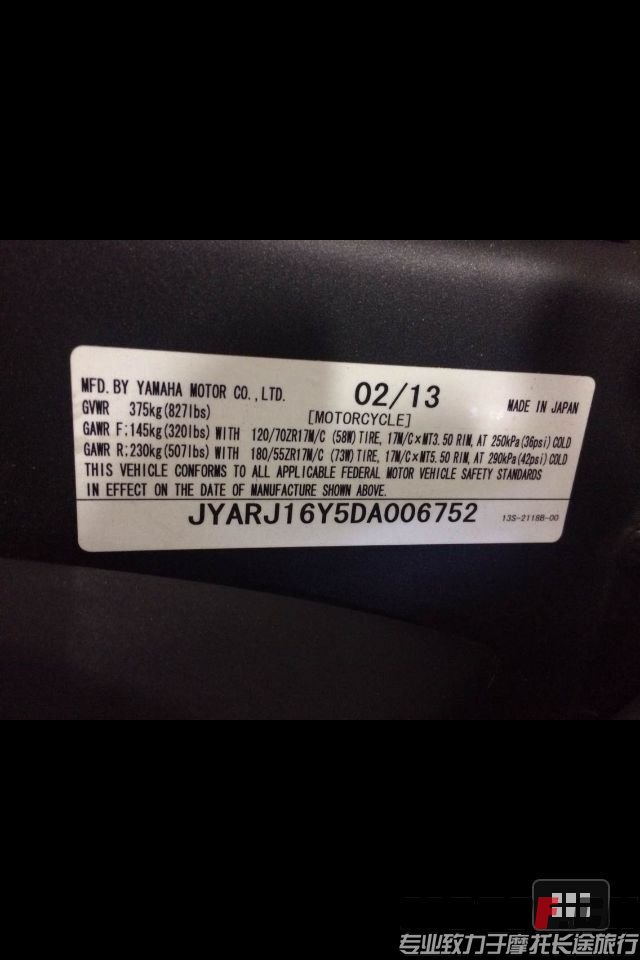 MFD. BY YAMAHA MOTOR CO., LTD. 02/13 MADE IN JAPAN
GVWR 375kg(827lbs) [MOTORCYCLE]
GAWR F;145kg(320lbs) WITH 120/70ZR17M/C (58W) TIRE, 17M/C×MT3.50 RIM, AT 250kPa(36psi) COLD
GAWR R;230kg(507lbs) WITH 180/55ZR17M/C (73W) TIRE, 17M/C×MT5.50 RIM, AT 290kPa(42psi) COLD
THIS VEHICLE CONFORMS TO ALL APPLICABLE FEDERAL MOTOR VEHICLE SAFETY STANDARDS
IN EFFECT ON THE DATE OF MANUFACTURE SHOWN ABOVE.
JYARJ16Y5DA006752 13S-2118B-00
专业致力于摩托长途旅行